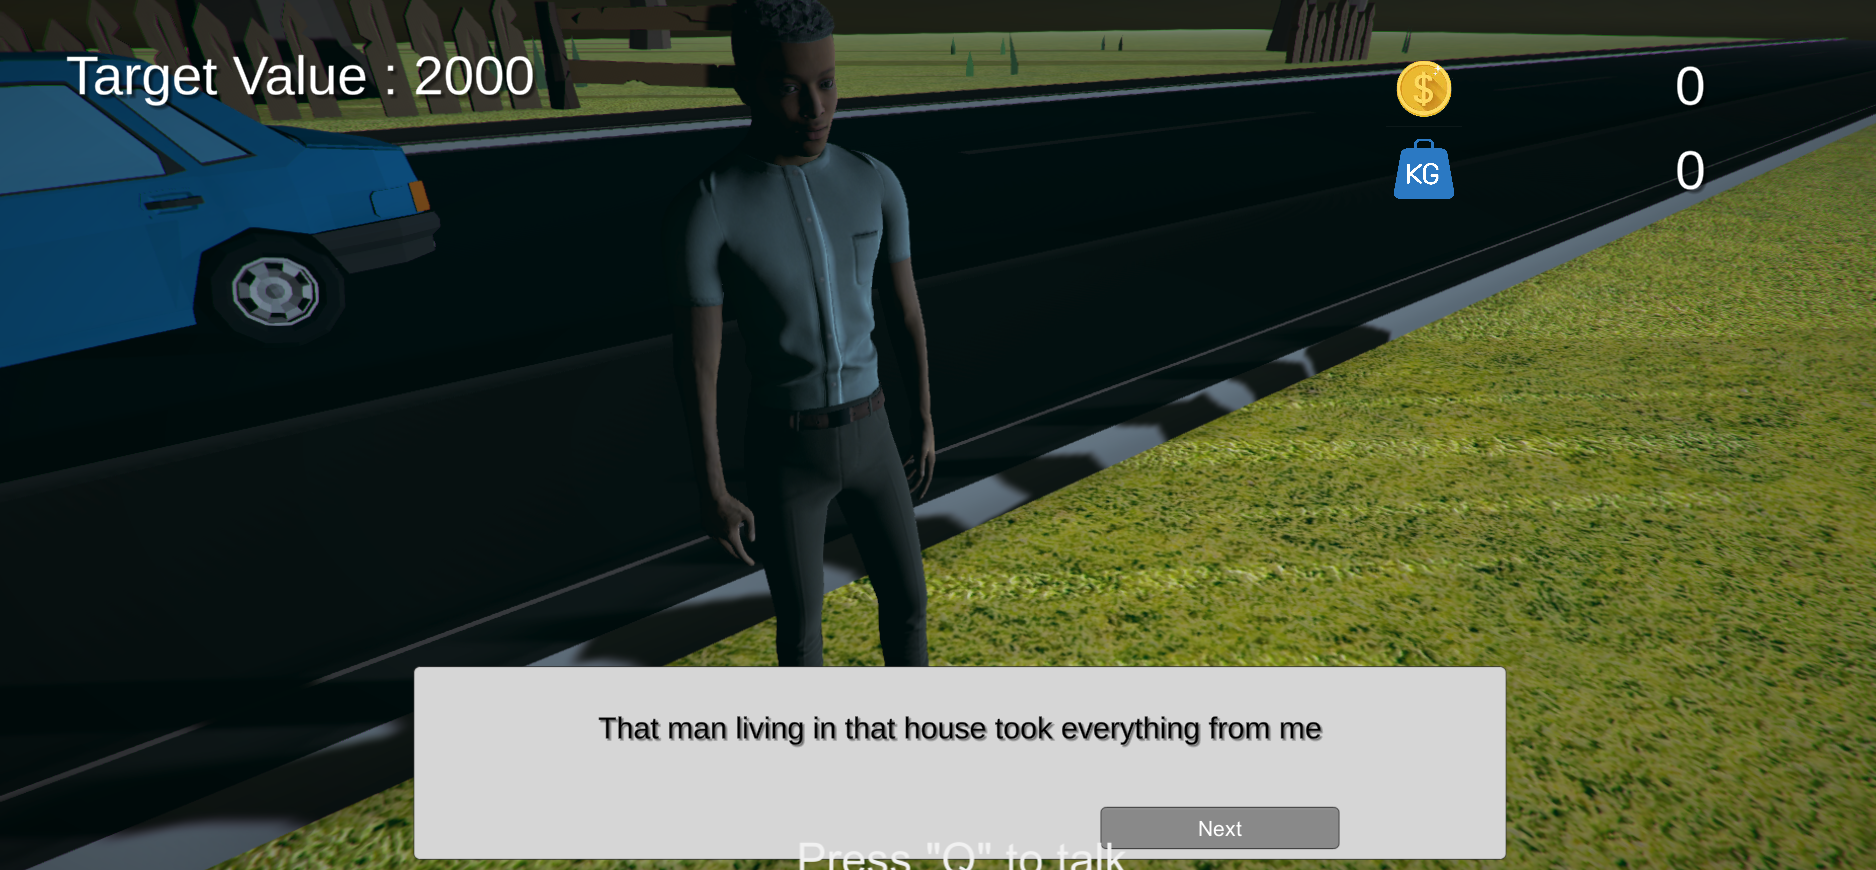 Target Value : 2000
$ 0
KG 0
That man living in that house took everything from me
Next
Press "Q" to talk